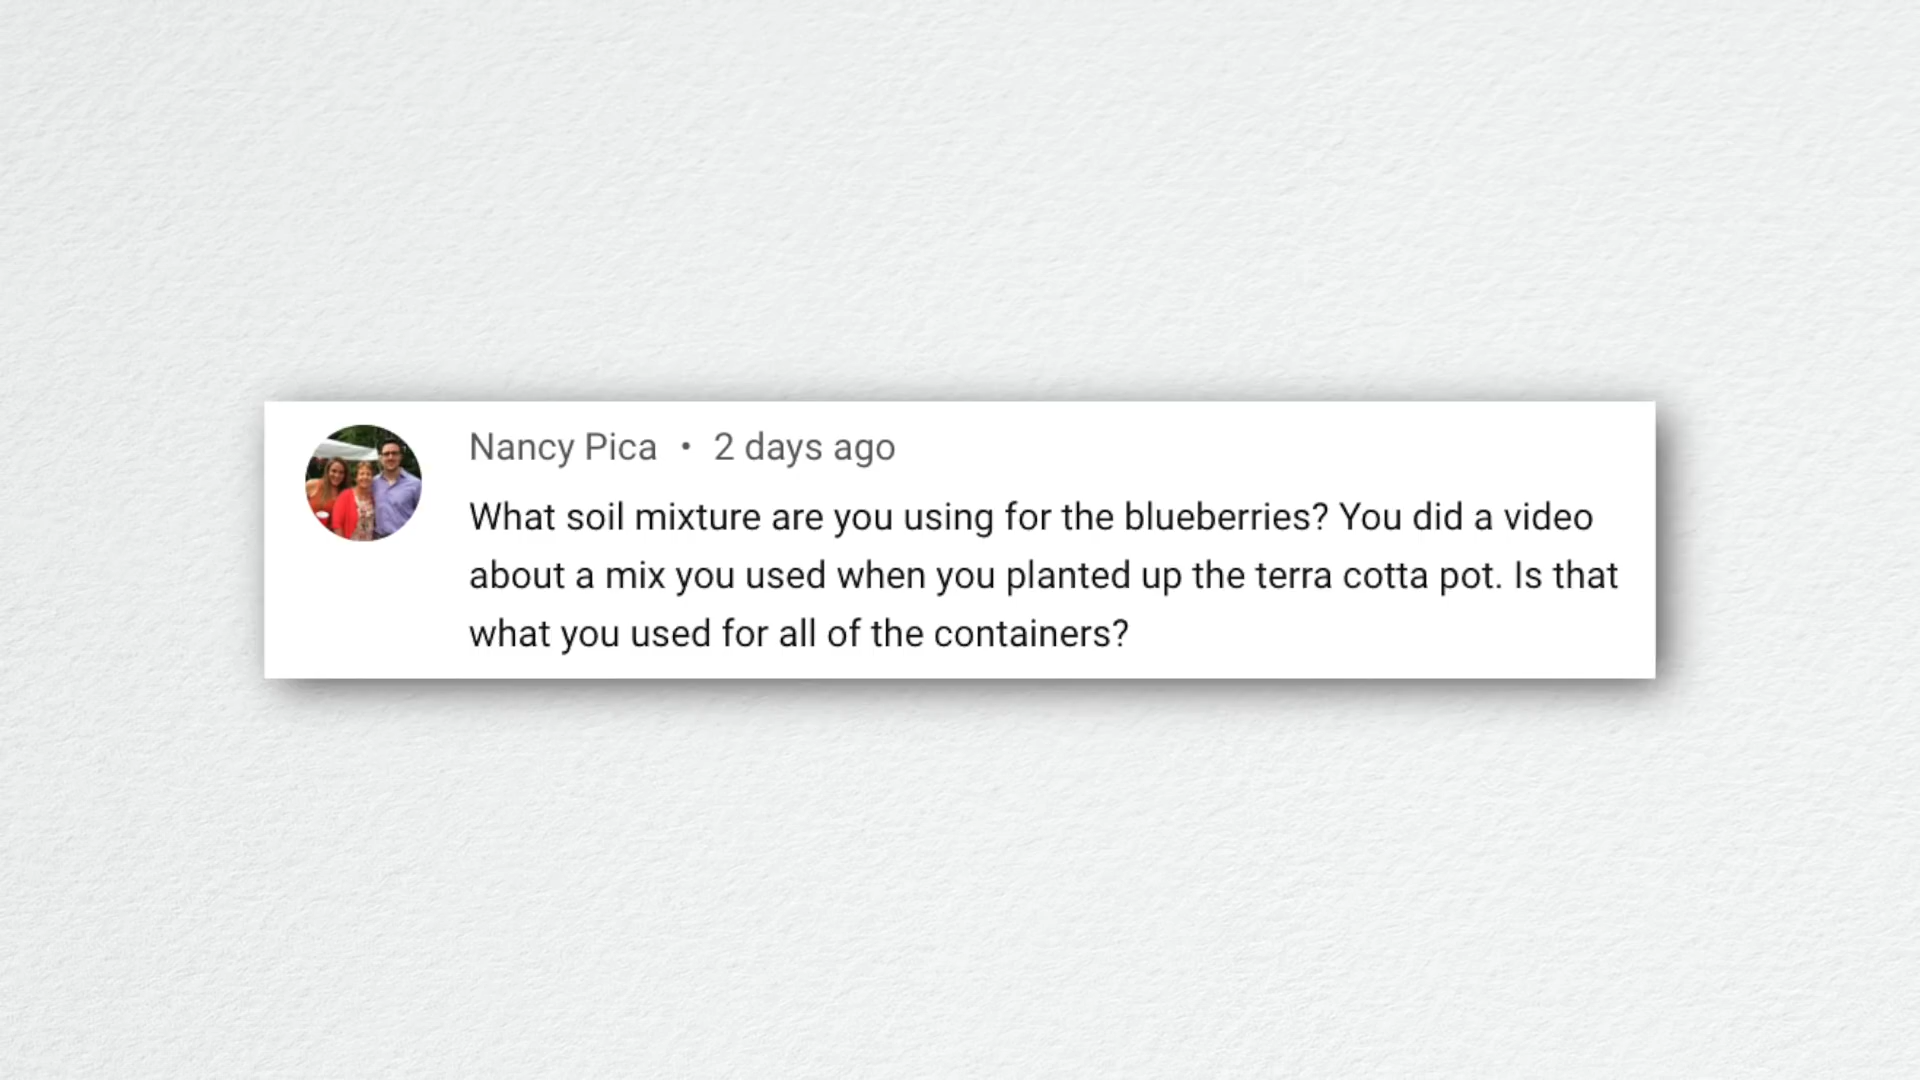 Nancy Pica • 2 days ago
What soil mixture are you using for the blueberries? You did a video
about a mix you used when you planted up the terra cotta pot. Is that
what you used for all of the containers?